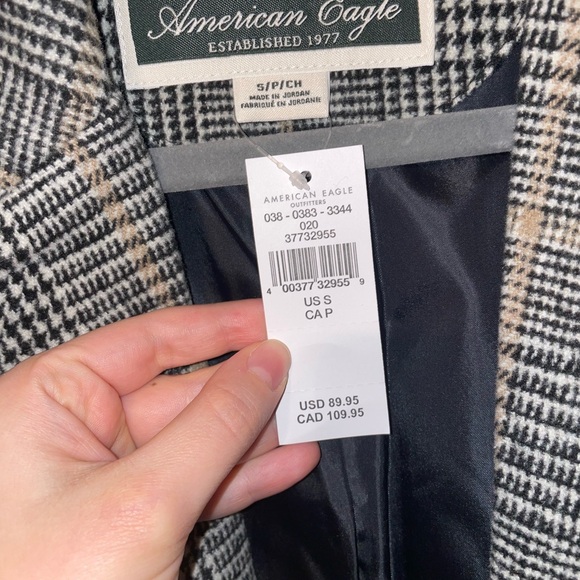 American Eagle
ESTABLISHED 1977
S/P/CH
MADE IN JORDAN
FABRIQUÉ EN JORDANIE
AMERICAN EAGLE
OUTFITTERS
038 - 0383 - 3344
020
37732955
4 00377 32955 9
US S
CA P
USD 89.95
CAD 109.95